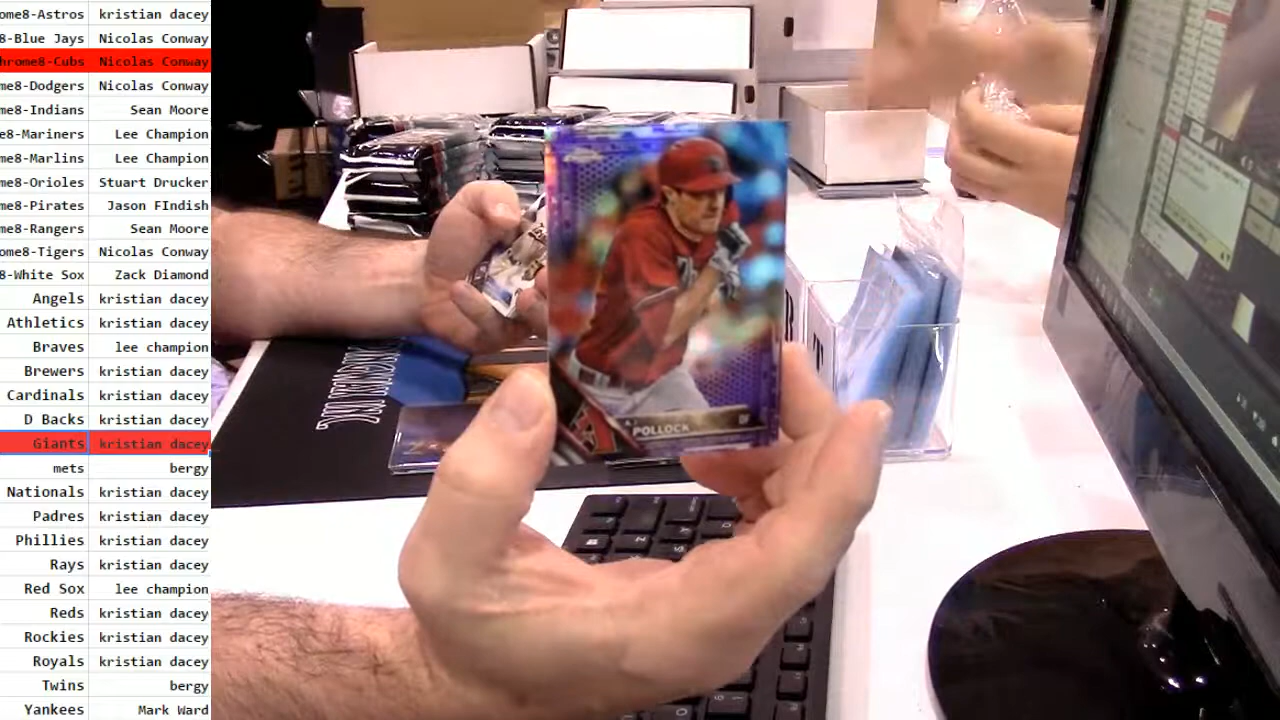 ome8-Astros kristian dacey
8-Blue Jays Nicolas Conway
hrome8-Cubs Nicolas Conway
me8-Dodgers Nicolas Conway
me8-Indians Sean Moore
e8-Mariners Lee Champion
me8-Marlins Lee Champion
me8-Orioles Stuart Drucker
me8-Pirates Jason FIndish
me8-Rangers Sean Moore
ome8-Tigers Nicolas Conway
8-White Sox Zack Diamond
Angels kristian dacey
Athletics kristian dacey
Braves lee champion
Brewers kristian dacey
Cardinals kristian dacey
D Backs kristian dacey
Giants kristian dacey
mets bergy
Nationals kristian dacey
Padres kristian dacey
Phillies kristian dacey
Rays kristian dacey
Red Sox lee champion
Reds kristian dacey
Rockies kristian dacey
Royals kristian dacey
Twins bergy
Yankees Mark Ward
POLLOCK